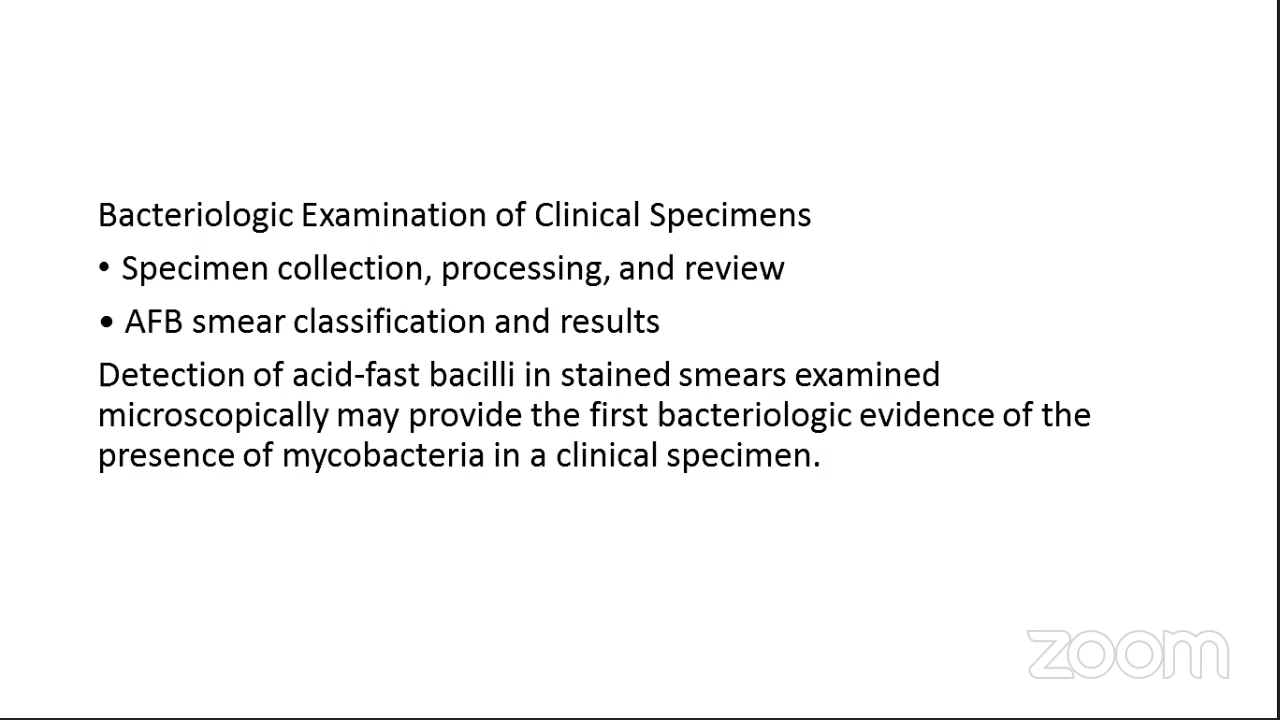 Bacteriologic Examination of Clinical Specimens
• Specimen collection, processing, and review
• AFB smear classification and results
Detection of acid-fast bacilli in stained smears examined
microscopically may provide the first bacteriologic evidence of the
presence of mycobacteria in a clinical specimen.
zoom